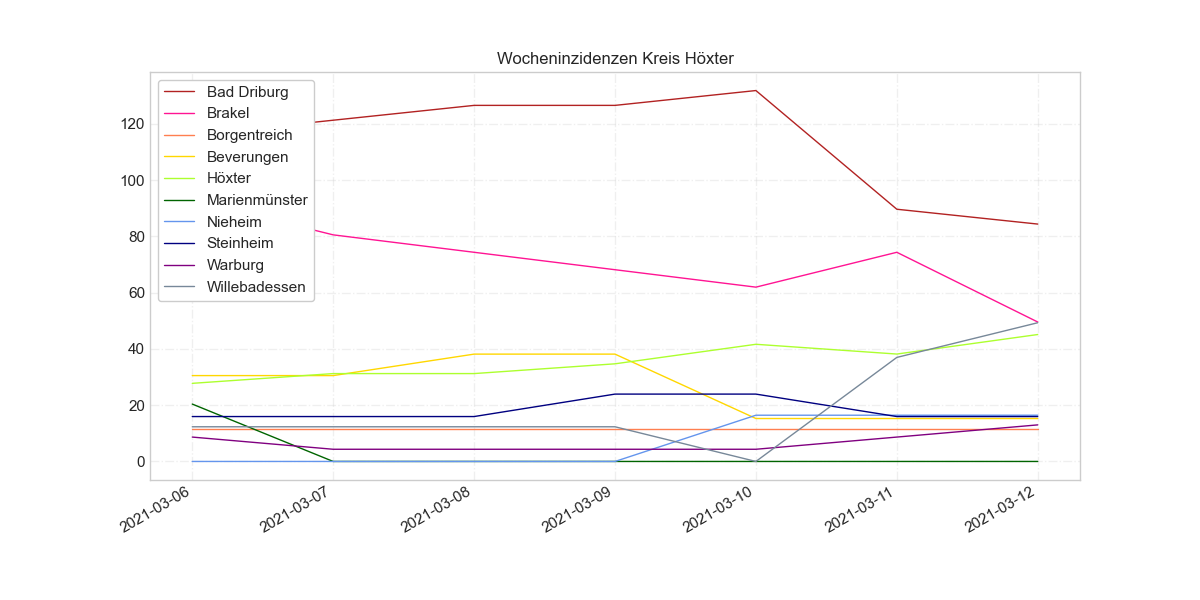 Wocheninzidenzen Kreis Höxter
Bad Driburg
Brakel
Borgentreich
Beverungen
Höxter
Marienmünster
Nieheim
Steinheim
Warburg
Willebadessen
120
100
80
60
40
20
0
2021-03-06
2021-03-07
2021-03-08
2021-03-09
2021-03-10
2021-03-11
2021-03-12